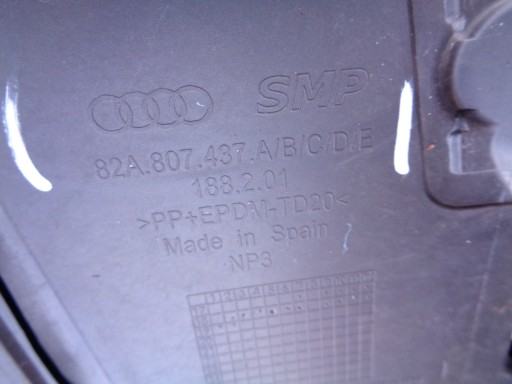 SMP
82A.807.437.A/B/C/D/E
188.2.01
>PP+EPDM-TD20<
Made in Spain
NP3